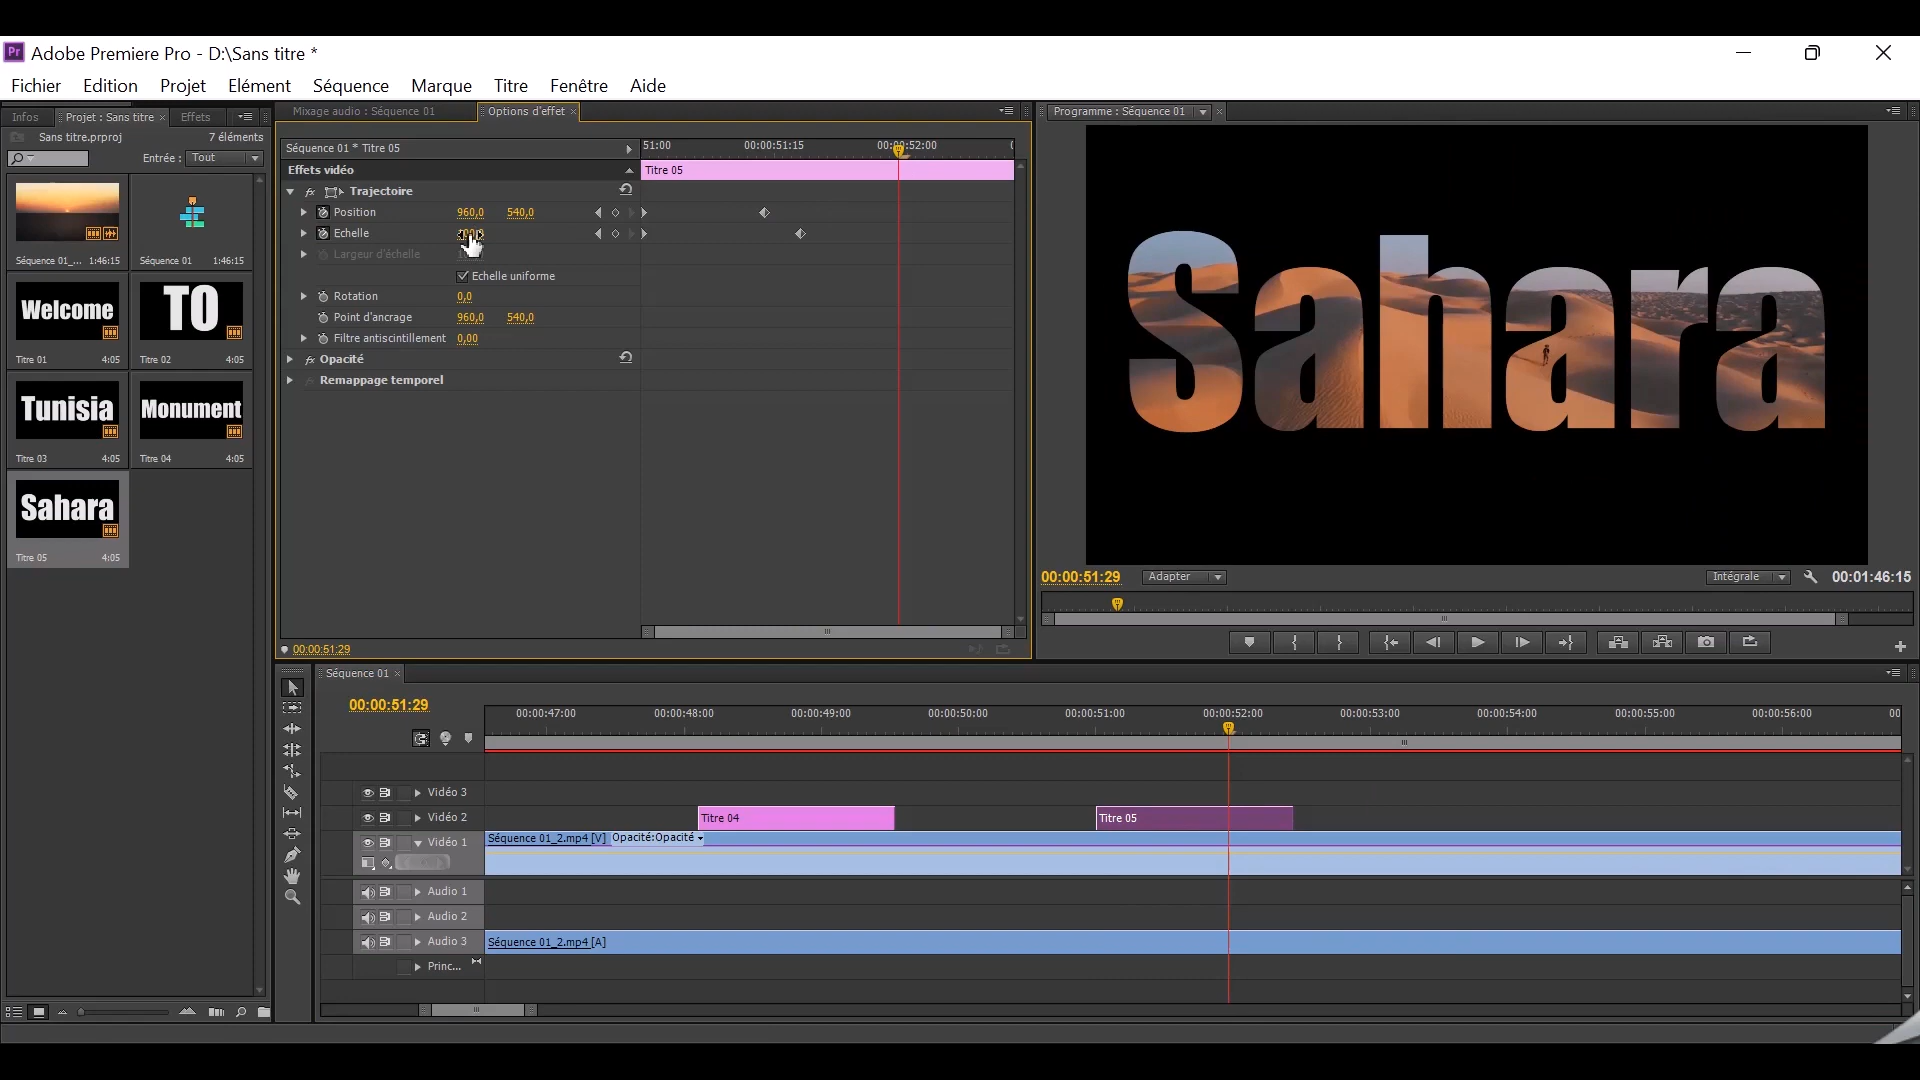 Pr Adobe Premiere Pro - D:\Sans titre *
Fichier Edition Projet Elément Séquence Marque Titre Fenêtre Aide
Infos Projet : Sans titre Effets
Sans titre.prproj 7 éléments
Entrée : Tout
Séquence 01_... 1:46:15
Séquence 01 1:46:15
Welcome
Titre 01 4:05
TO
Titre 02 4:05
Tunisia
Titre 03 4:05
Monument
Titre 04 4:05
Sahara
Titre 05 4:05
Mixage audio : Séquence 01 Options d'effet
Séquence 01 * Titre 05
51:00 00:00:51:15 00:00:52:00
Effets vidéo
Titre 05
fx Trajectoire
Position 960,0 540,0
Echelle
Largeur d'échelle
Echelle uniforme
Rotation 0,0
Point d'ancrage 960,0 540,0
Filtre antiscintillement 0,00
fx Opacité
fx Remappage temporel
00:00:51:29
Programme : Séquence 01
Sahara
00:00:51:29 Adapter Intégrale 00:01:46:15
Séquence 01
00:00:51:29
00:00:47:00 00:00:48:00 00:00:49:00 00:00:50:00 00:00:51:00 00:00:52:00 00:00:53:00 00:00:54:00 00:00:55:00 00:00:56:00 00
Vidéo 3
Vidéo 2 Titre 04 Titre 05
Vidéo 1 Séquence 01_2.mp4 [V] Opacité:Opacité
Audio 1
Audio 2
Audio 3 Séquence 01_2.mp4 [A]
Princ...